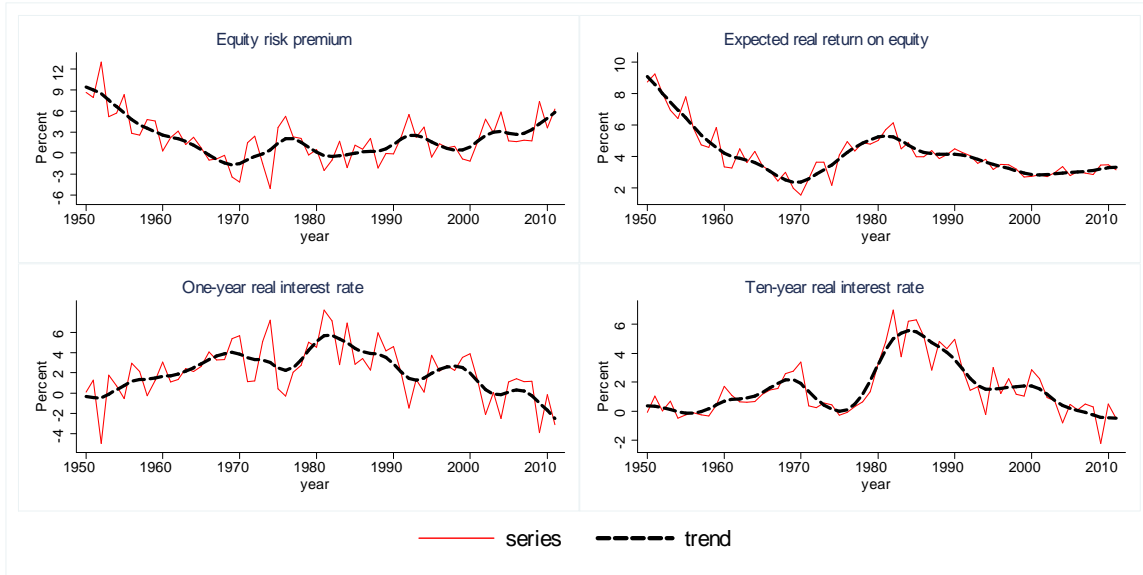 Equity risk premium
Percent
-6 -3 0 3 6 9 12
1950 1960 1970 1980 1990 2000 2010
year
Expected real return on equity
Percent
2 4 6 8 10
1950 1960 1970 1980 1990 2000 2010
year
One-year real interest rate
Percent
-4 -2 0 2 4 6
1950 1960 1970 1980 1990 2000 2010
year
Ten-year real interest rate
Percent
-2 0 2 4 6
1950 1960 1970 1980 1990 2000 2010
year
series trend